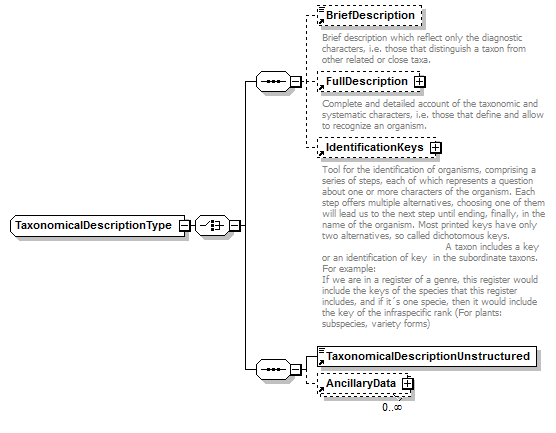 BriefDescription
Brief description which reflect only the diagnostic
characters, i.e. those that distinguish a taxon from
other related or close taxa.
FullDescription
Complete and detailed account of the taxonomic and
systematic characters, i.e. those that define and allow
to recognize an organism.
IdentificationKeys
Tool for the identification of organisms, comprising a
series of steps, each of which represents a question
about one or more characters of the organism. Each
step offers multiple alternatives, choosing one of them
will lead us to the next step until ending, finally, in the
name of the organism. Most printed keys have only
two alternatives, so called dichotomous keys.
A taxon includes a key
or an identification of key in the subordinate taxons.
For example:
If we are in a register of a genre, this register would
include the keys of the species that this register
includes, and if it´s one specie, then it would include
the key of the infraspecific rank (For plants:
subspecies, variety forms)
TaxonomicalDescriptionType
TaxonomicalDescriptionUnstructured
AncillaryData
0..∞